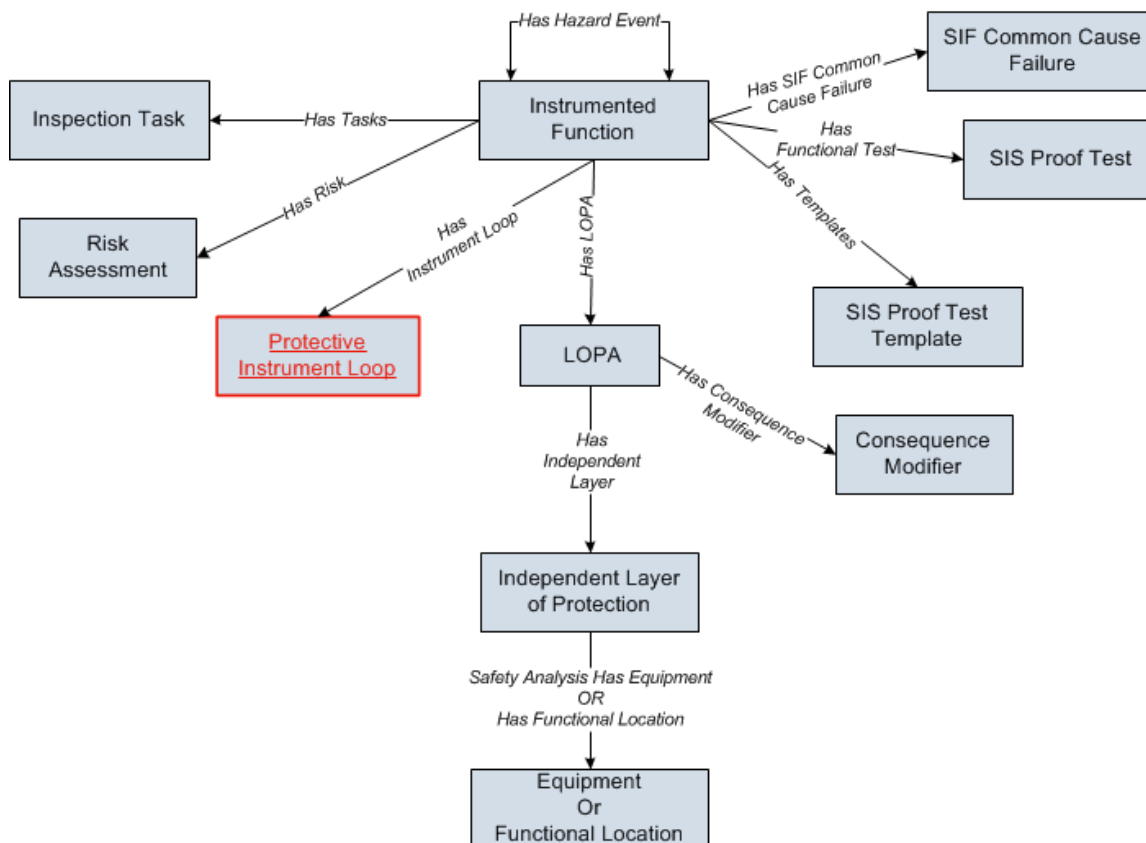 Has Hazard Event
SIF Common Cause
Failure
Has SIF Common
Cause Failure
Instrumented
Function
Inspection Task
Has Tasks
Has
Functional Test
SIS Proof Test
Has Risk
Has Templates
Risk
Assessment
Has
Instrument Loop
Has LOPA
SIS Proof Test
Template
Protective
Instrument Loop
LOPA
Has Consequence
Modifier
Consequence
Modifier
Has
Independent
Layer
Independent Layer
of Protection
Safety Analysis Has Equipment
OR
Has Functional Location
Equipment
Or
Functional Location